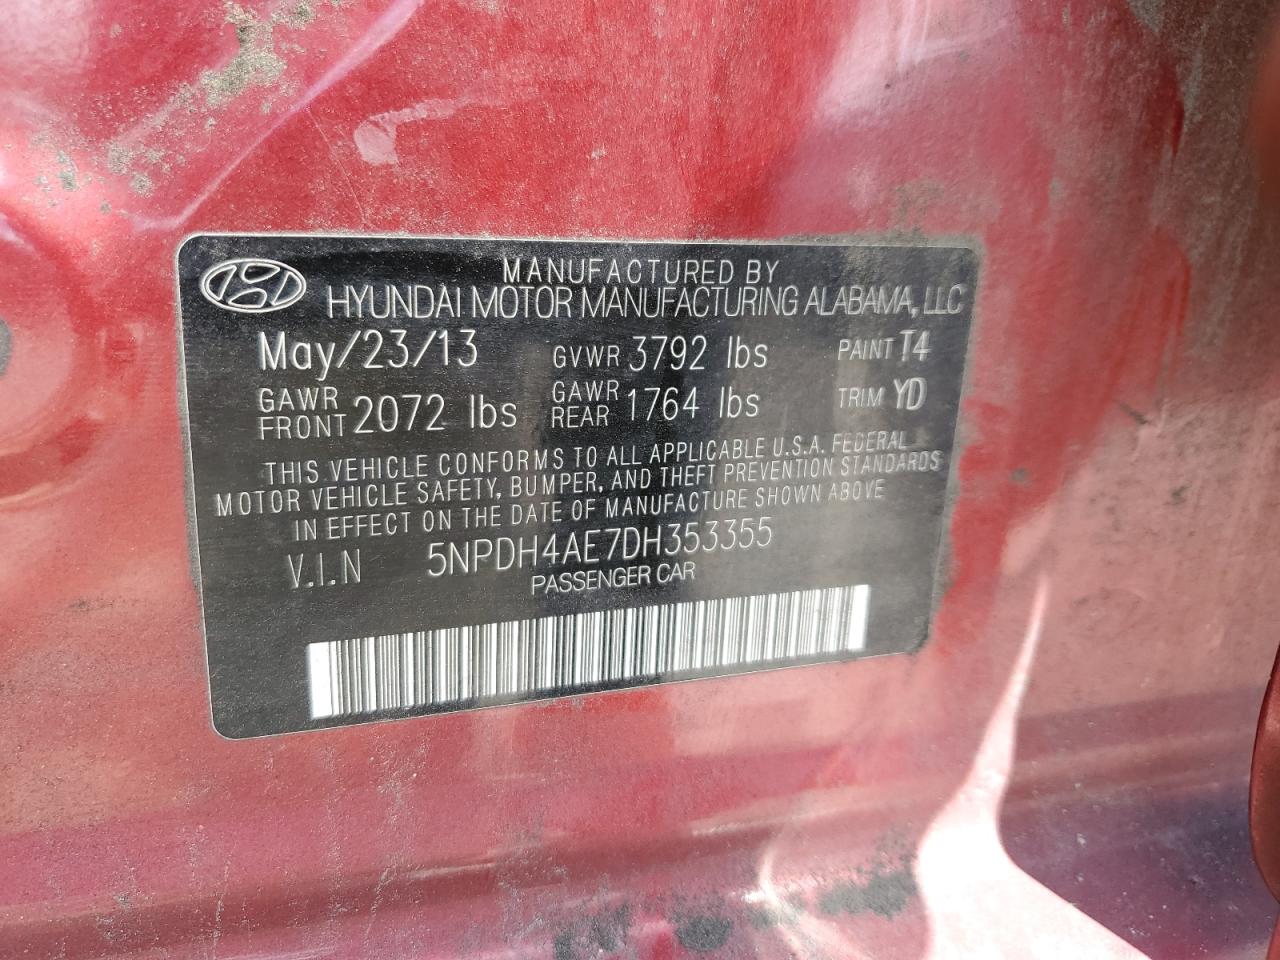 MANUFACTURED BY
HYUNDAI MOTOR MANUFACTURING ALABAMA, LLC
May/23/13 GVWR 3792 lbs PAINT T4
GAWR FRONT 2072 lbs GAWR REAR 1764 lbs TRIM YD
THIS VEHICLE CONFORMS TO ALL APPLICABLE U.S.A. FEDERAL
MOTOR VEHICLE SAFETY, BUMPER, AND THEFT PREVENTION STANDARDS
IN EFFECT ON THE DATE OF MANUFACTURE SHOWN ABOVE
V.I.N 5NPDH4AE7DH353355
PASSENGER CAR